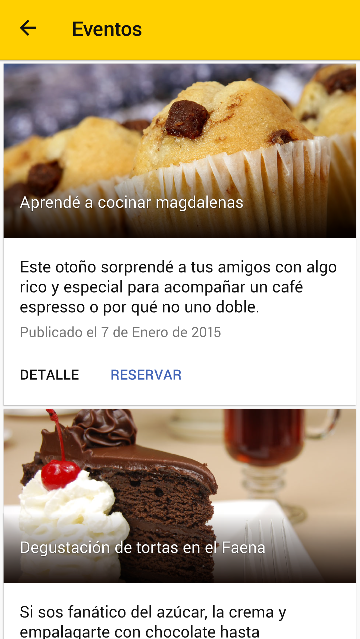 Eventos
Aprendé a cocinar magdalenas
Este otoño sorprendé a tus amigos con algo
rico y especial para acompañar un café
espresso o por qué no uno doble.
Publicado el 7 de Enero de 2015
DETALLE RESERVAR
Degustación de tortas en el Faena
Si sos fanático del azúcar, la crema y
empalagarte con chocolate hasta